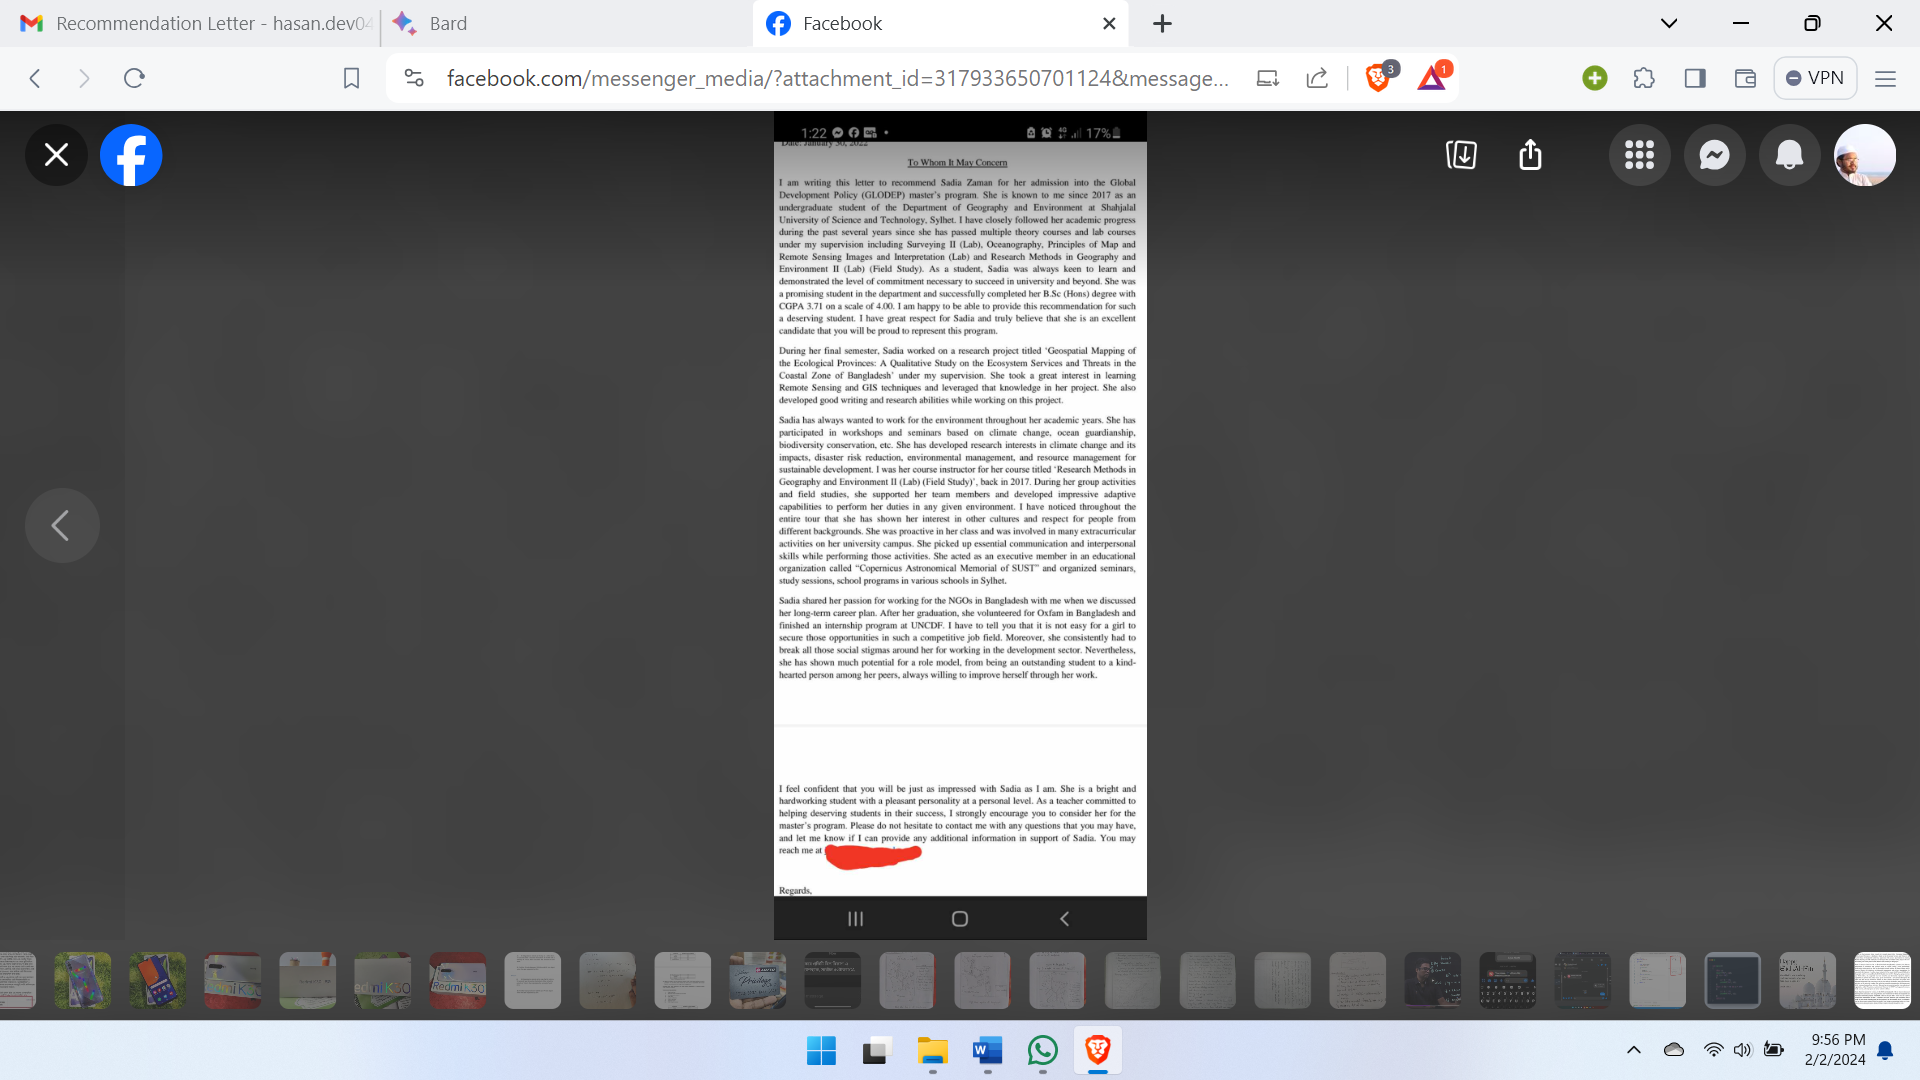 Recommendation Letter - hasan.dev04
Bard
Facebook
facebook.com/messenger_media/?attachment_id=317933650701124&message...
3
1
VPN
1:22
17%
Date: January 30, 2022
To Whom It May Concern
I am writing this letter to recommend Sadia Zaman for her admission into the Global
Development Policy (GLODEP) master's program. She is known to me since 2017 as an
undergraduate student of the Department of Geography and Environment at Shahjalal
University of Science and Technology, Sylhet. I have closely followed her academic progress
during the past several years since she has passed multiple theory courses and lab courses
under my supervision including Surveying II (Lab), Oceanography, Principles of Map and
Remote Sensing Images and Interpretation (Lab) and Research Methods in Geography and
Environment II (Lab) (Field Study). As a student, Sadia was always keen to learn and
demonstrated the level of commitment necessary to succeed in university and beyond. She was
a promising student in the department and successfully completed her B.Sc (Hons) degree with
CGPA 3.71 on a scale of 4.00. I am happy to be able to provide this recommendation for such
a deserving student. I have great respect for Sadia and truly believe that she is an excellent
candidate that you will be proud to represent this program.
During her final semester, Sadia worked on a research project titled 'Geospatial Mapping of
the Ecological Provinces: A Qualitative Study on the Ecosystem Services and Threats in the
Coastal Zone of Bangladesh' under my supervision. She took a great interest in learning
Remote Sensing and GIS techniques and leveraged that knowledge in her project. She also
developed good writing and research abilities while working on this project.
Sadia has always wanted to work for the environment throughout her academic years. She has
participated in workshops and seminars based on climate change, ocean guardianship,
biodiversity conservation, etc. She has developed research interests in climate change and its
impacts, disaster risk reduction, environmental management, and resource management for
sustainable development. I was her course instructor for her course titled 'Research Methods in
Geography and Environment II (Lab) (Field Study)', back in 2017. During her group activities
and field studies, she supported her team members and developed impressive adaptive
capabilities to perform her duties in any given environment. I have noticed throughout the
entire tour that she has shown her interest in other cultures and respect for people from
different backgrounds. She was proactive in her class and was involved in many extracurricular
activities on her university campus. She picked up essential communication and interpersonal
skills while performing those activities. She acted as an executive member in an educational
organization called "Copernicus Astronomical Memorial of SUST" and organized seminars,
study sessions, school programs in various schools in Sylhet.
Sadia shared her passion for working for the NGOs in Bangladesh with me when we discussed
her long-term career plan. After her graduation, she volunteered for Oxfam in Bangladesh and
finished an internship program at UNCDF. I have to tell you that it is not easy for a girl to
secure those opportunities in such a competitive job field. Moreover, she consistently had to
break all those social stigmas around her for working in the development sector. Nevertheless,
she has shown much potential for a role model, from being an outstanding student to a kind-
hearted person among her peers, always willing to improve herself through her work.
I feel confident that you will be just as impressed with Sadia as I am. She is a bright and
hardworking student with a pleasant personality at a personal level. As a teacher committed to
helping deserving students in their success, I strongly encourage you to consider her for the
master's program. Please do not hesitate to contact me with any questions that you may have,
and let me know if I can provide any additional information in support of Sadia. You may
reach me at
Regards,
Redmi K30
9:56 PM
2/2/2024